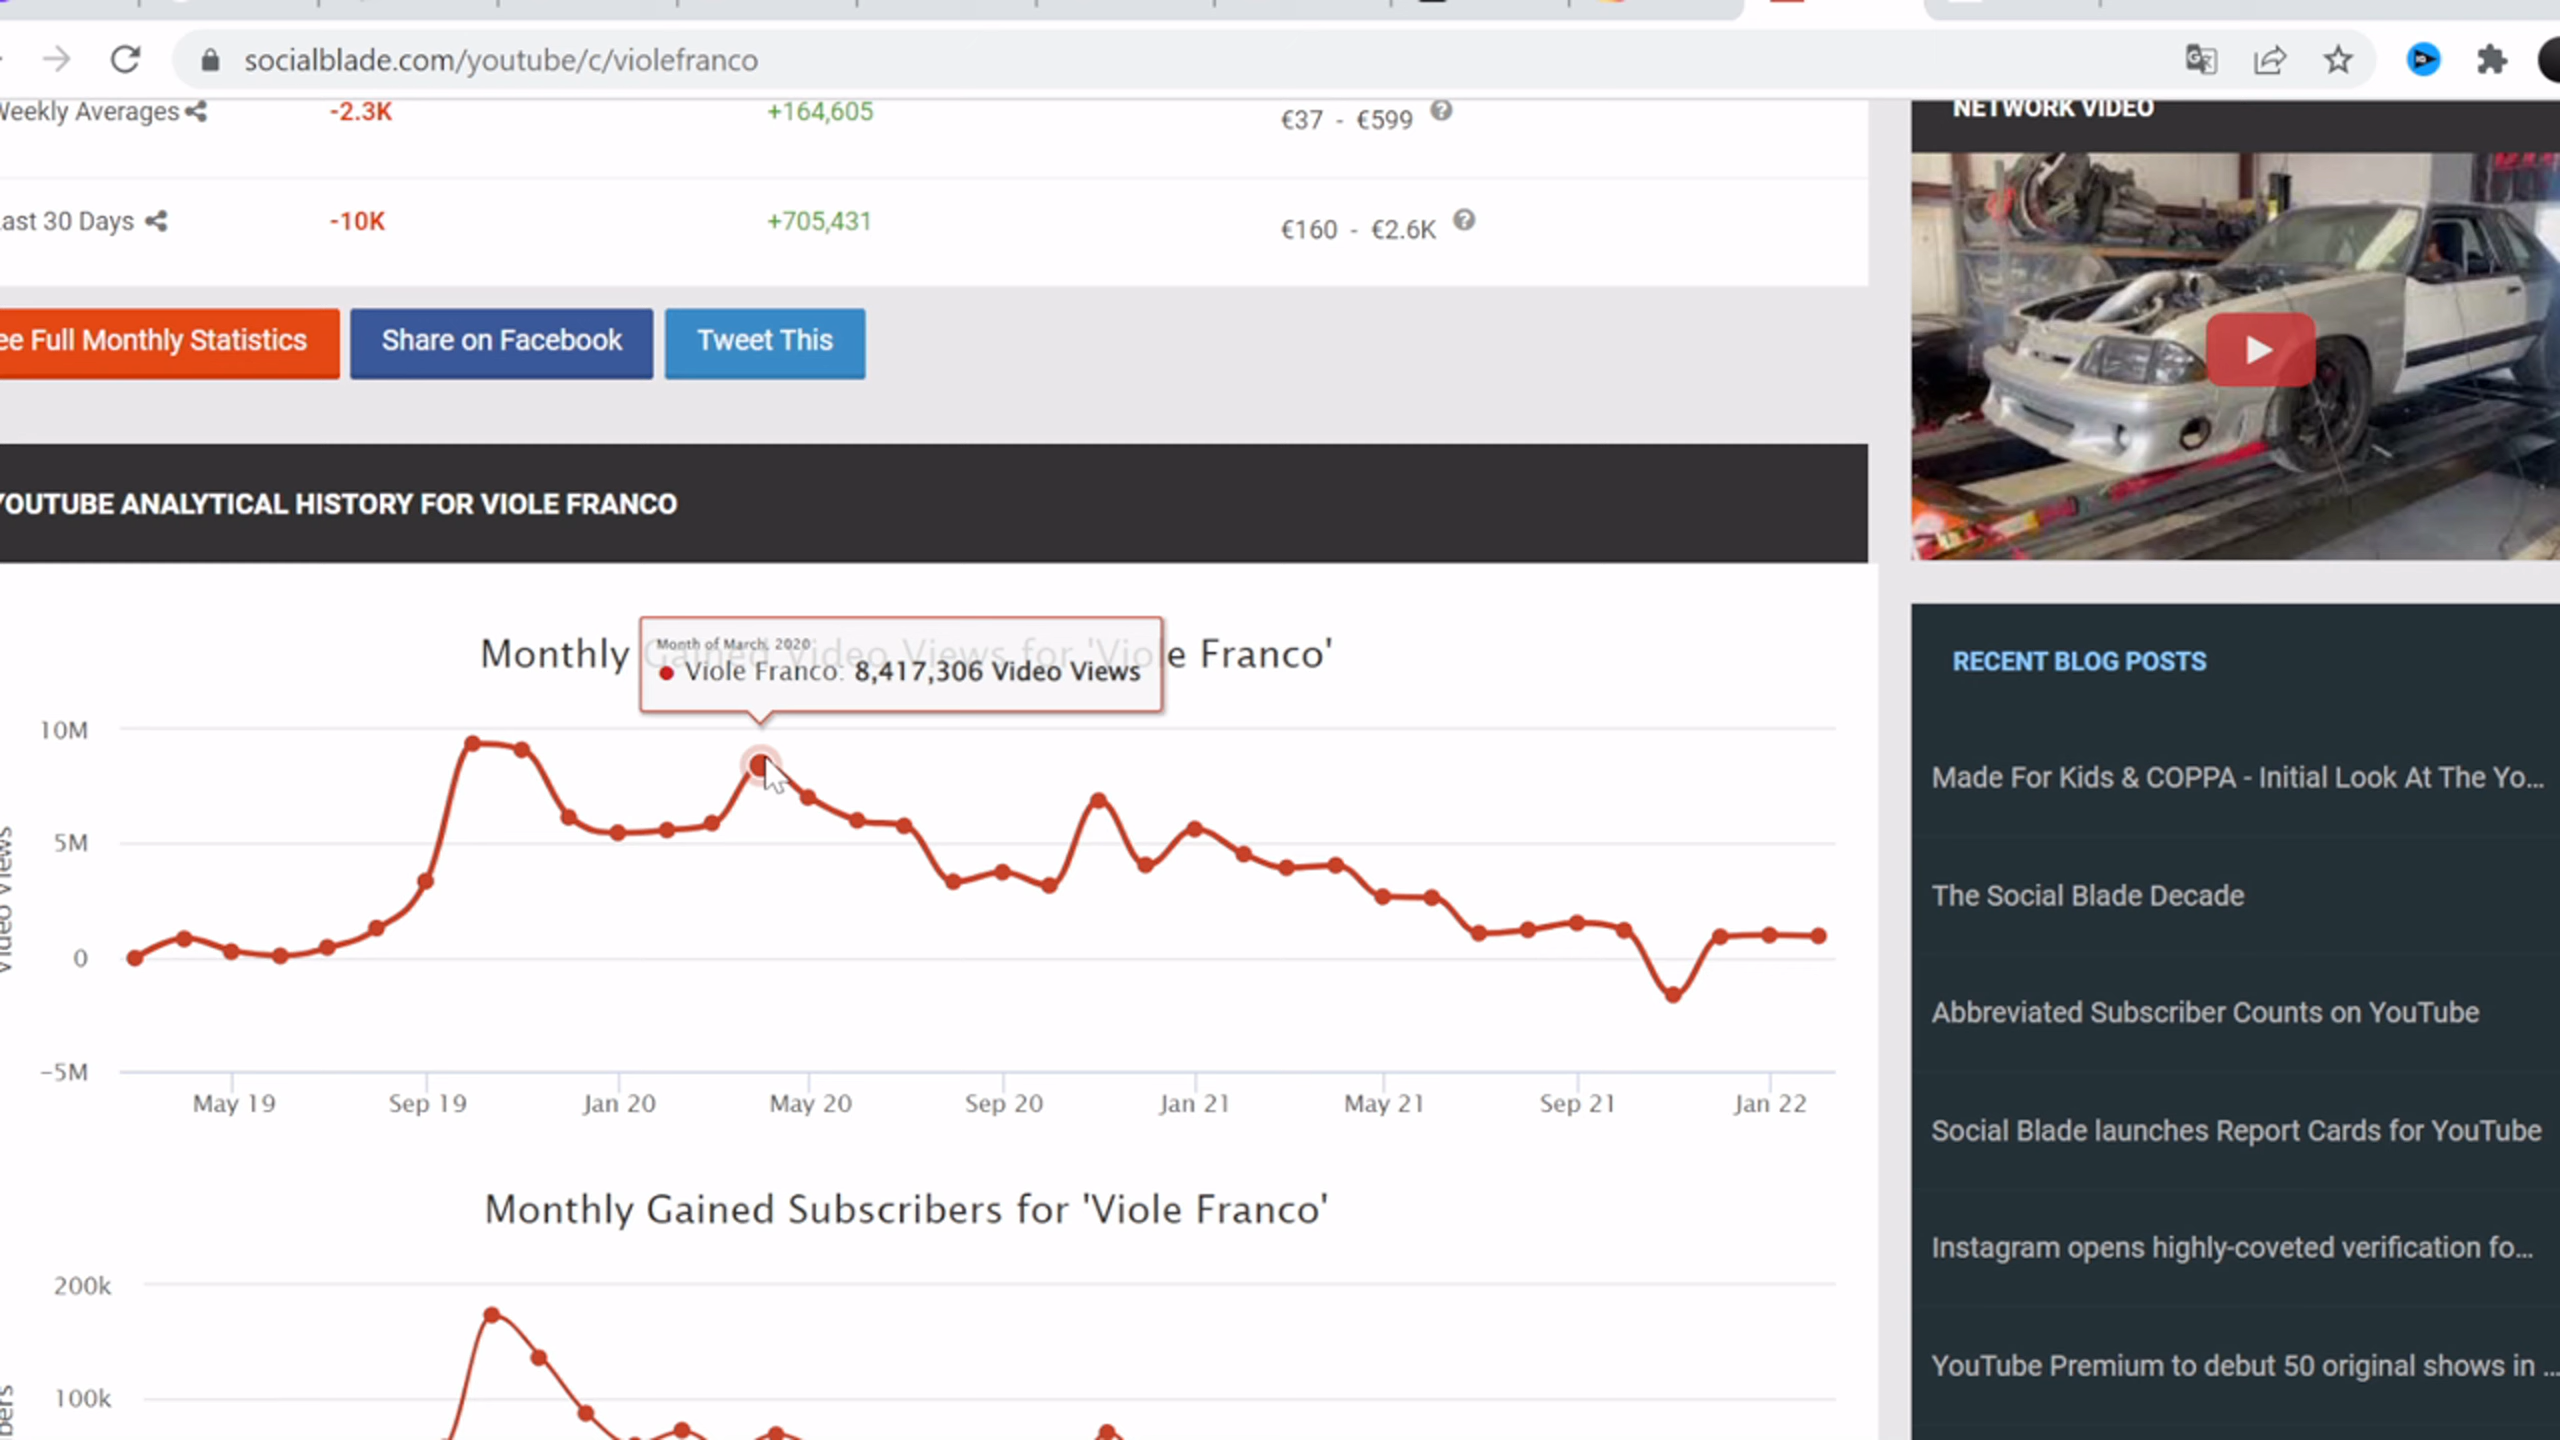 socialblade.com/youtube/c/violefranco
Weekly Averages
-2.3K
+164,605
€37 - €599
ast 30 Days
-10K
+705,431
€160 - €2.6K
ee Full Monthly Statistics
Share on Facebook
Tweet This
YOUTUBE ANALYTICAL HISTORY FOR VIOLE FRANCO
Monthly Gained Video Views for 'Viole Franco'
Month of March, 2020
Viole Franco: 8,417,306 Video Views
10M
5M
0
-5M
Video Views
May 19
Sep 19
Jan 20
May 20
Sep 20
Jan 21
May 21
Sep 21
Jan 22
Monthly Gained Subscribers for 'Viole Franco'
200k
100k
NETWORK VIDEO
RECENT BLOG POSTS
Made For Kids & COPPA - Initial Look At The Yo...
The Social Blade Decade
Abbreviated Subscriber Counts on YouTube
Social Blade launches Report Cards for YouTube
Instagram opens highly-coveted verification fo...
YouTube Premium to debut 50 original shows in ...